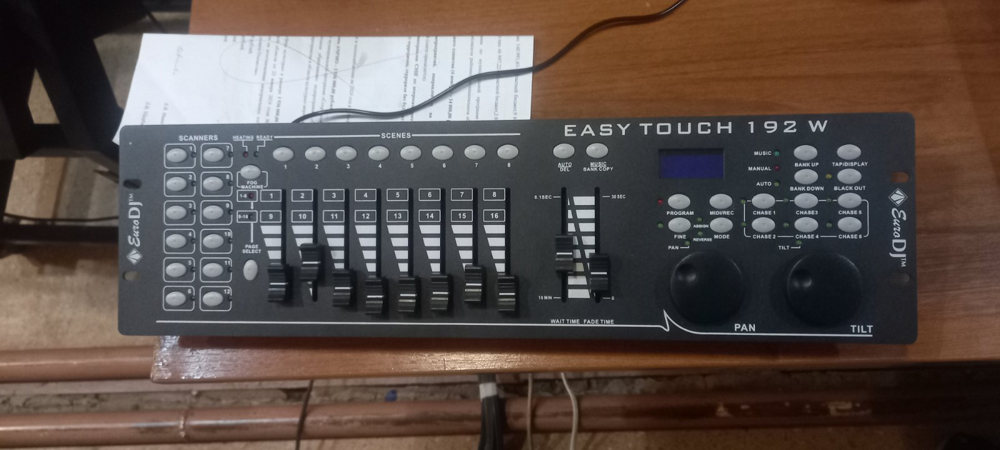 EASY TOUCH 192 W
SCANNERS
1
2
3
4
5
6
7
8
9
10
11
12
HEATING READY
FOG
MACHINE
1-8
9-16
PAGE
SELECT
SCENES
1 2 3 4 5 6 7 8
1 2 3 4 5 6 7 8
9 10 11 12 13 14 15 16
AUTO
DEL
MUSIC
BANK COPY
0.1SEC
30SEC
10 MIN
0
WAIT TIME FADE TIME
MUSIC
MANUAL
AUTO
BANK UP
TAP/DISPLAY
BANK DOWN
BLACK OUT
PROGRAM
MIDI/REC
FINE
ASSIGN
REVERSE
MODE
CHASE 1
CHASE3
CHASE 5
CHASE 2
CHASE 4
CHASE 6
PAN
TILT
PAN
TILT
EURO DJ™
EURO DJ™